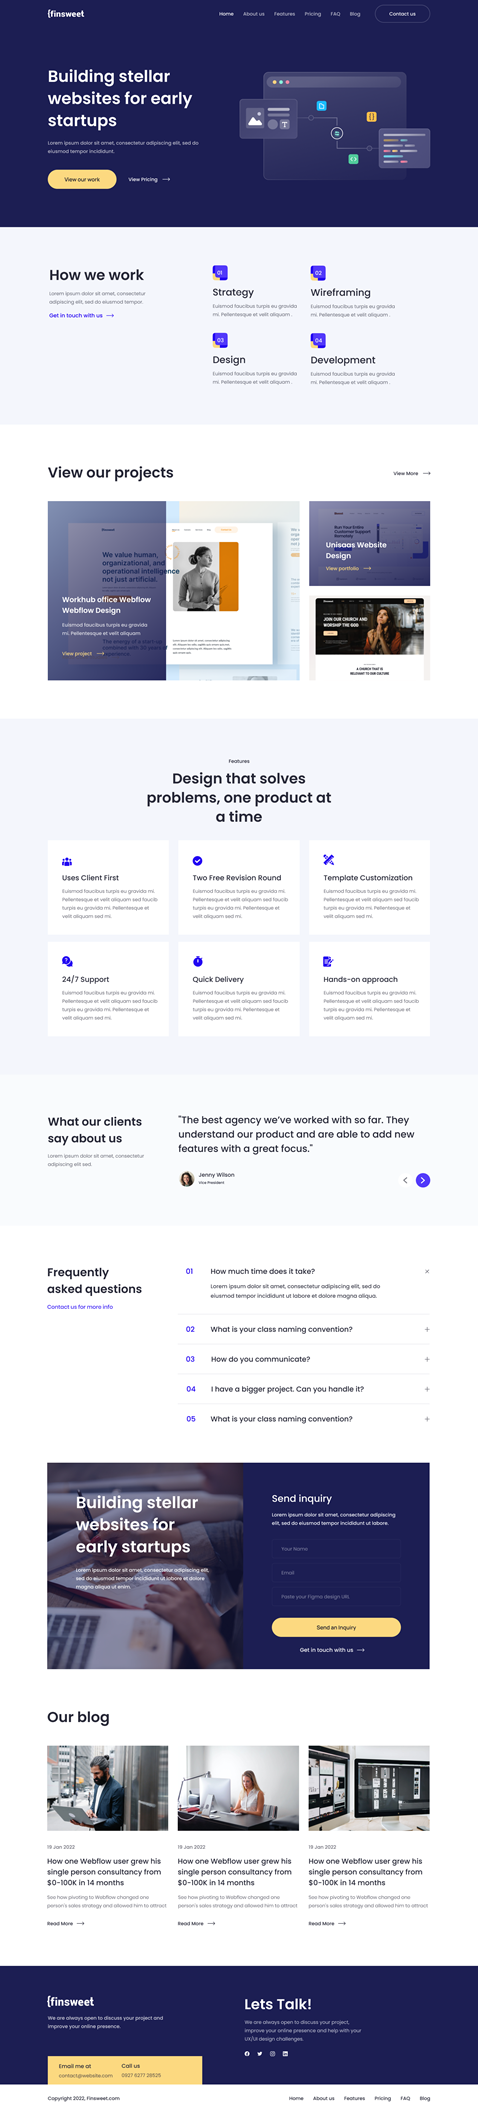 {finsweet
Home About us Features Pricing FAQ Blog Contact us
Building stellar
websites for early
startups
Lorem ipsum dolor sit amet, consectetur adipiscing elit, sed do
eiusmod tempor incididunt.
View our work View Pricing
How we work
Lorem ipsum dolor sit amet, consectetur
adipiscing elit, sed do eiusmod tempor.
Get in touch with us
01
Strategy
Euismod faucibus turpis eu gravida
mi. Pellentesque et velit aliquam .
02
Wireframing
Euismod faucibus turpis eu gravida
mi. Pellentesque et velit aliquam .
03
Design
Euismod faucibus turpis eu gravida
mi. Pellentesque et velit aliquam .
04
Development
Euismod faucibus turpis eu gravida
mi. Pellentesque et velit aliquam .
View our projects
View More
We value human,
organizational, and
operational intelligence
not just artificial.
Workhub office Webflow
Webflow Design
Euismod faucibus turpis eu gravida
mi. Pellentesque et velit aliquam
View project
Run Your Entire
Customer Support
Remotely
Unisaas Website
Design
View portfolio
JOIN OUR CHURCH AND
WORSHIP THE GOD
A CHURCH THAT IS
RELEVANT TO OUR CULTURE
Features
Design that solves
problems, one product at
a time
Uses Client First
Euismod faucibus turpis eu gravida mi.
Pellentesque et velit aliquam sed faucib
turpis eu gravida mi. Pellentesque et
velit aliquam sed mi.
Two Free Revision Round
Euismod faucibus turpis eu gravida mi.
Pellentesque et velit aliquam sed faucib
turpis eu gravida mi. Pellentesque et
velit aliquam sed mi.
Template Customization
Euismod faucibus turpis eu gravida mi.
Pellentesque et velit aliquam sed faucib
turpis eu gravida mi. Pellentesque et
velit aliquam sed mi.
24/7 Support
Euismod faucibus turpis eu gravida mi.
Pellentesque et velit aliquam sed faucib
turpis eu gravida mi. Pellentesque et
velit aliquam sed mi.
Quick Delivery
Euismod faucibus turpis eu gravida mi.
Pellentesque et velit aliquam sed faucib
turpis eu gravida mi. Pellentesque et
velit aliquam sed mi.
Hands-on approach
Euismod faucibus turpis eu gravida mi.
Pellentesque et velit aliquam sed faucib
turpis eu gravida mi. Pellentesque et
velit aliquam sed mi.
What our clients
say about us
Lorem ipsum dolor sit amet, consectetur
adipiscing elit sed.
"The best agency we've worked with so far. They
understand our product and are able to add new
features with a great focus."
Jenny Wilson
Vice President
Frequently
asked questions
Contact us for more info
01 How much time does it take?
Lorem ipsum dolor sit amet, consectetur adipiscing elit, sed do
eiusmod tempor incididunt ut labore et dolore magna aliqua.
02 What is your class naming convention?
03 How do you communicate?
04 I have a bigger project. Can you handle it?
05 What is your class naming convention?
Building stellar
websites for
early startups
Lorem ipsum dolor sit amet, consectetur adipiscing elit,
sed do eiusmod tempor incididunt ut labore et dolore
magna aliqua ut enim.
Send inquiry
Lorem ipsum dolor sit amet, consectetur adipiscing
elit, sed do eiusmod tempor incididunt ut labore.
Your Name
Email
Paste your Figma design URL
Send an Inquiry
Get in touch with us
Our blog
19 Jan 2022
How one Webflow user grew his
single person consultancy from
$0-100K in 14 months
See how pivoting to Webflow changed one
person's sales strategy and allowed him to attract
Read More
19 Jan 2022
How one Webflow user grew his
single person consultancy from
$0-100K in 14 months
See how pivoting to Webflow changed one
person's sales strategy and allowed him to attract
Read More
19 Jan 2022
How one Webflow user grew his
single person consultancy from
$0-100K in 14 months
See how pivoting to Webflow changed one
person's sales strategy and allowed him to attract
Read More
{finsweet
We are always open to discuss your project and
improve your online presence.
Email me at
contact@website.com
Call us
0927 6277 28525
Lets Talk!
We are always open to discuss your project,
improve your online presence and help with your
UX/UI design challenges.
Copyright 2022, Finsweet.com
Home About us Features Pricing FAQ Blog